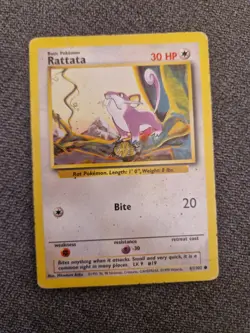 Basic Pokémon
Rattata 30 HP
Rat Pokémon. Length: 1' 0", Weight: 8 lbs.
Bite 20
weakness resistance retreat cost
-30
Bites anything when it attacks. Small and very quick, it is a
common sight in many places. LV. 9 #19